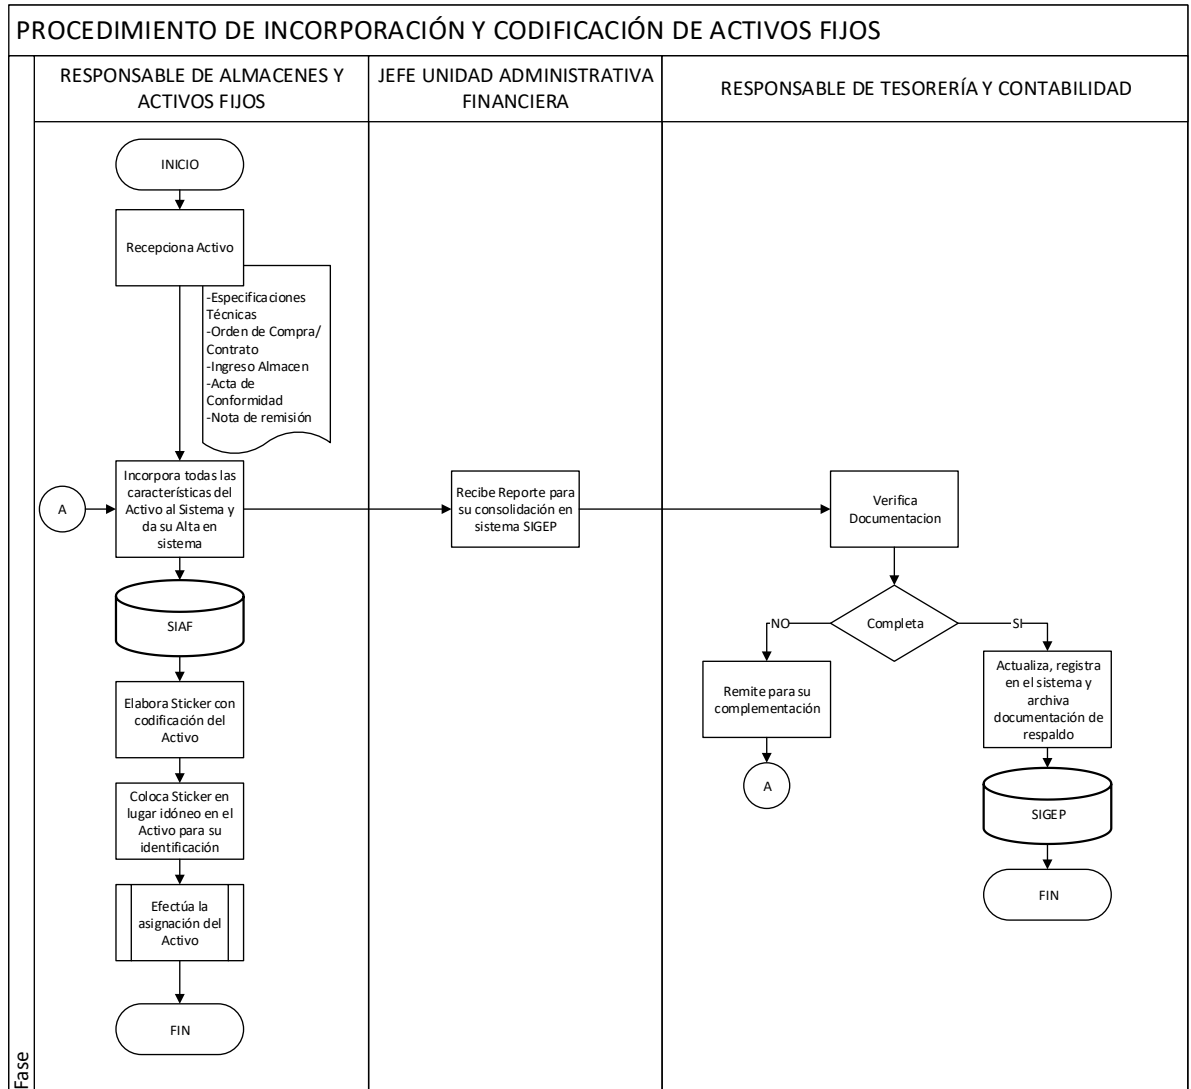 PROCEDIMIENTO DE INCORPORACIÓN Y CODIFICACIÓN DE ACTIVOS FIJOS
RESPONSABLE DE ALMACENES Y
ACTIVOS FIJOS
JEFE UNIDAD ADMINISTRATIVA
FINANCIERA
RESPONSABLE DE TESORERÍA Y CONTABILIDAD
INICIO
Recepciona Activo
-Especificaciones
Técnicas
-Orden de Compra/
Contrato
-Ingreso Almacen
-Acta de
Conformidad
-Nota de remisión
A
Incorpora todas las
características del
Activo al Sistema y
da su Alta en
sistema
Recibe Reporte para
su consolidación en
sistema SIGEP
Verifica
Documentacion
SIAF
Completa
NO
SI
Elabora Sticker con
codificación del
Activo
Remite para su
complementación
Actualiza, registra
en el sistema y
archiva
documentación de
respaldo
Coloca Sticker en
lugar idóneo en el
Activo para su
identificación
A
SIGEP
Efectúa la
asignación del
Activo
FIN
FIN
Fase